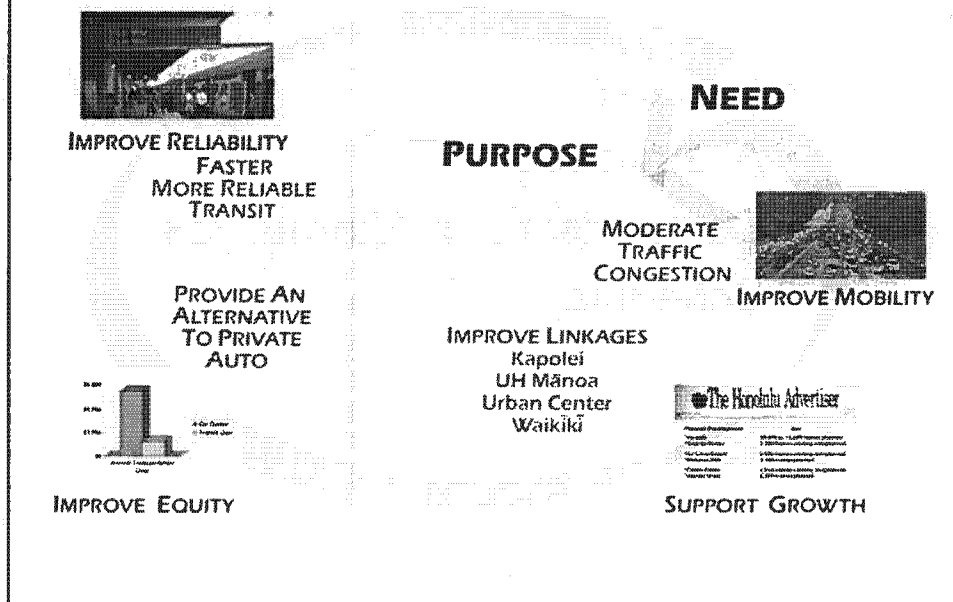 NEED
PURPOSE
IMPROVE RELIABILITY
FASTER
MORE RELIABLE
TRANSIT
MODERATE
TRAFFIC
CONGESTION
IMPROVE MOBILITY
PROVIDE AN
ALTERNATIVE
TO PRIVATE
AUTO
IMPROVE LINKAGES
Kapolei
UH Mānoa
Urban Center
Waikīkī
The Honolulu Advertiser
IMPROVE EQUITY
SUPPORT GROWTH